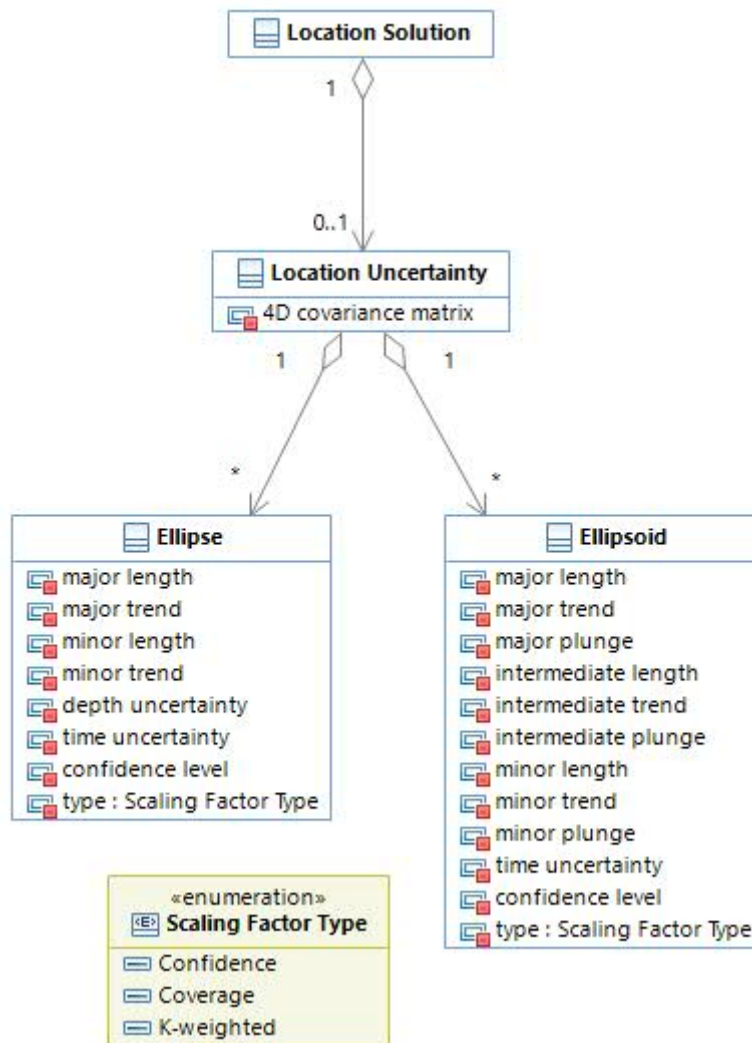 Location Solution
1
0..1
Location Uncertainty
4D covariance matrix
1
1
*
*
Ellipse
major length
major trend
minor length
minor trend
depth uncertainty
time uncertainty
confidence level
type : Scaling Factor Type
Ellipsoid
major length
major trend
major plunge
intermediate length
intermediate trend
intermediate plunge
minor length
minor trend
minor plunge
time uncertainty
confidence level
type : Scaling Factor Type
«enumeration»
<E> Scaling Factor Type
Confidence
Coverage
K-weighted